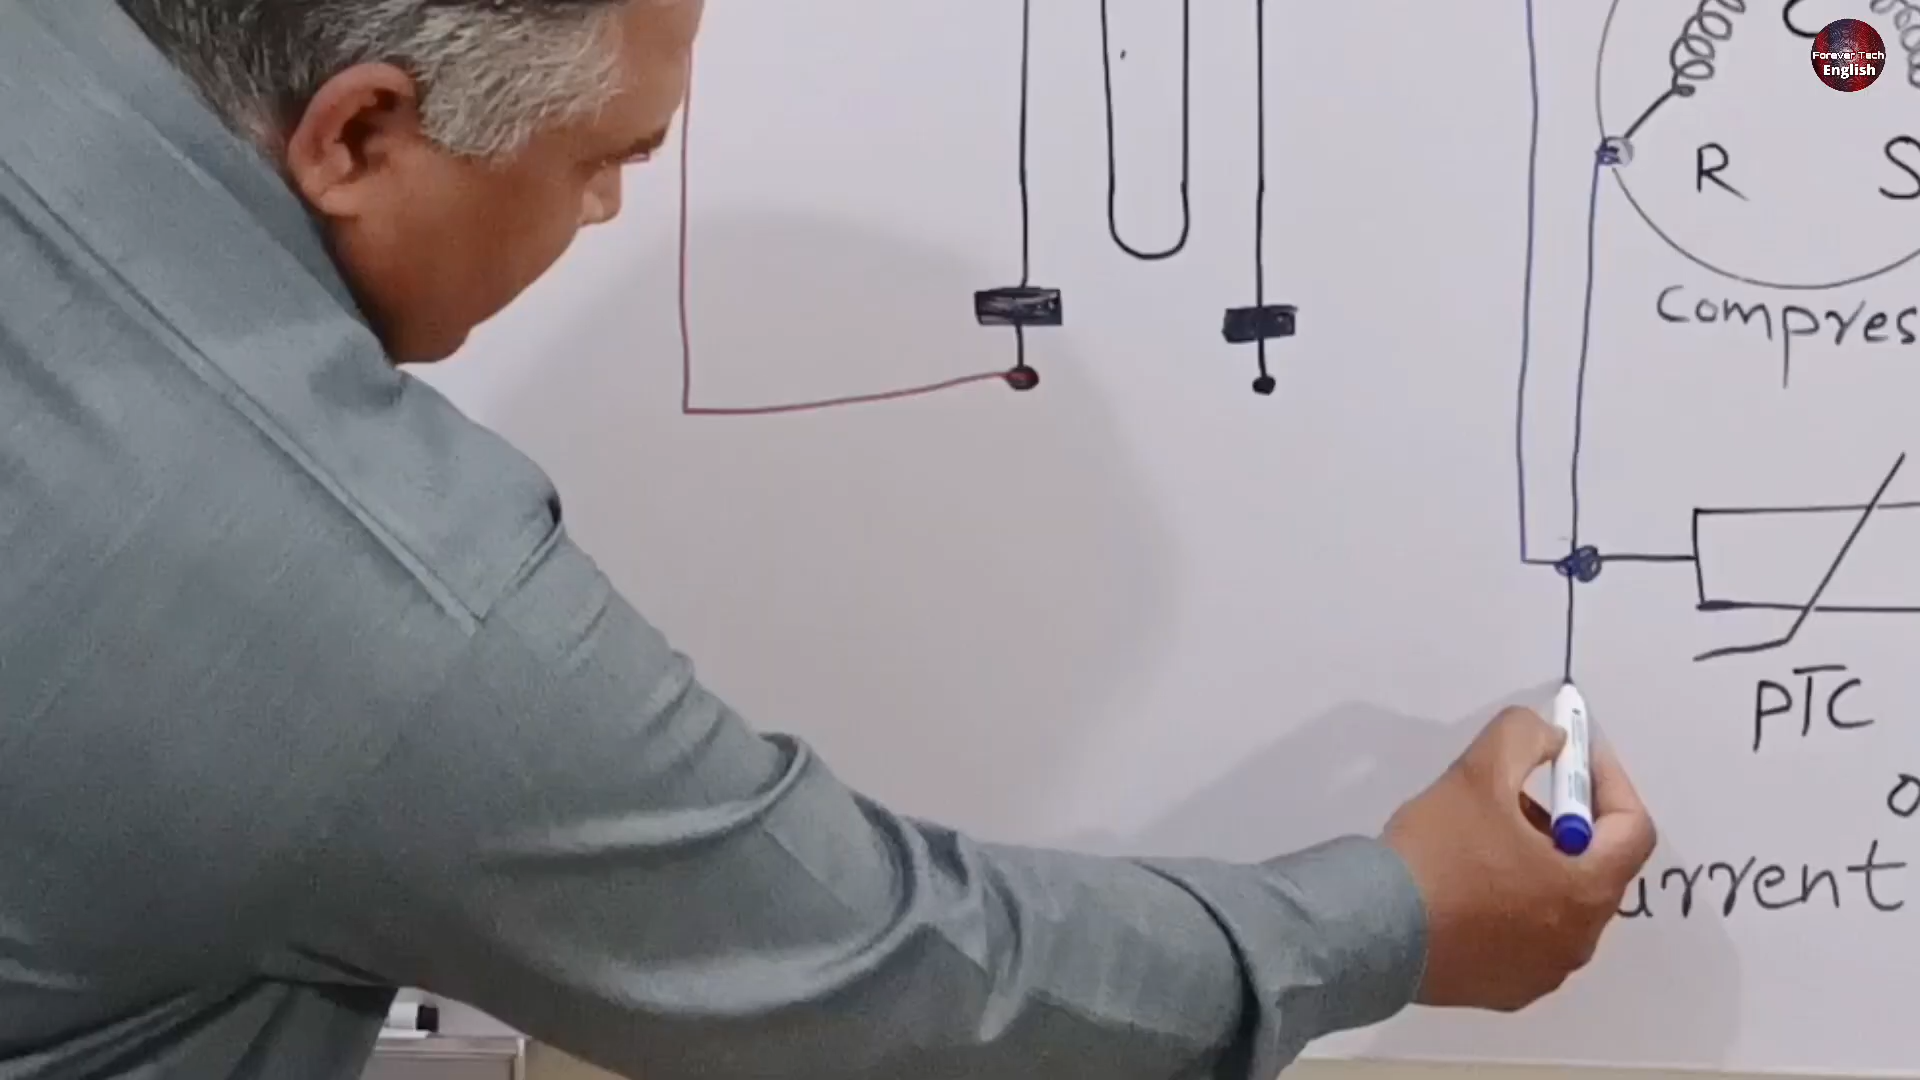 Forever Tech
English
R S
Compres
PTC
o
urrent